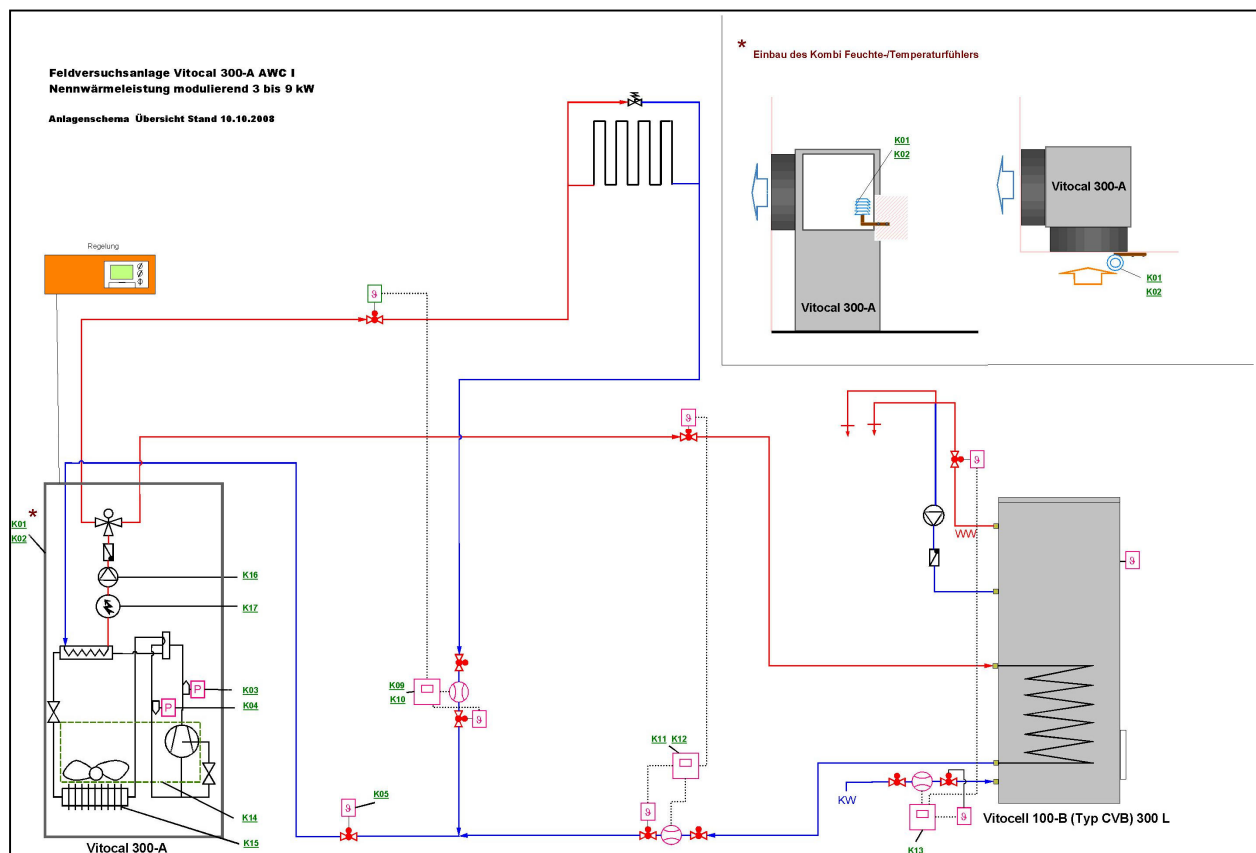 Feldversuchsanlage Vitocal 300-A AWC I
Nennwärmeleistung modulierend 3 bis 9 kW
Anlagenschema Übersicht Stand 10.10.2008
* Einbau des Kombi Feuchte-/Temperaturfühlers
K01
K02
Vitocal 300-A
Vitocal 300-A
K01
K02
Regelung
ϑ
ϑ
ϑ
WW
ϑ
*
K01
K02
K16
K17
P
K03
P
K04
K09
K10
ϑ
K11 K12
K05
ϑ
ϑ
KW
ϑ
K13
K14
K15
Vitocal 300-A
Vitocell 100-B (Typ CVB) 300 L